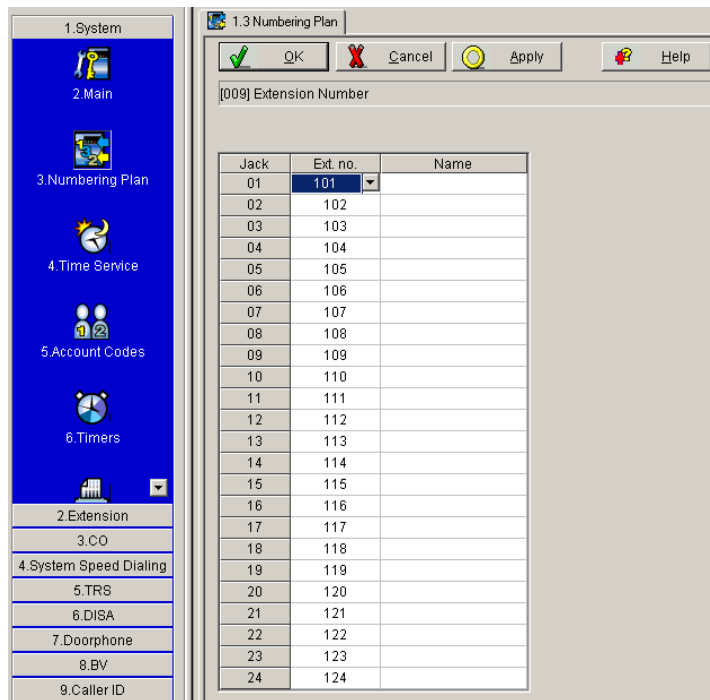 1.System
2.Main
3.Numbering Plan
4.Time Service
5.Account Codes
6.Timers
2.Extension
3.CO
4.System Speed Dialing
5.TRS
6.DISA
7.Doorphone
8.BV
9.Caller ID
1.3 Numbering Plan
OK Cancel Apply Help
[009] Extension Number
Jack Ext. no. Name
01 101
02 102
03 103
04 104
05 105
06 106
07 107
08 108
09 109
10 110
11 111
12 112
13 113
14 114
15 115
16 116
17 117
18 118
19 119
20 120
21 121
22 122
23 123
24 124